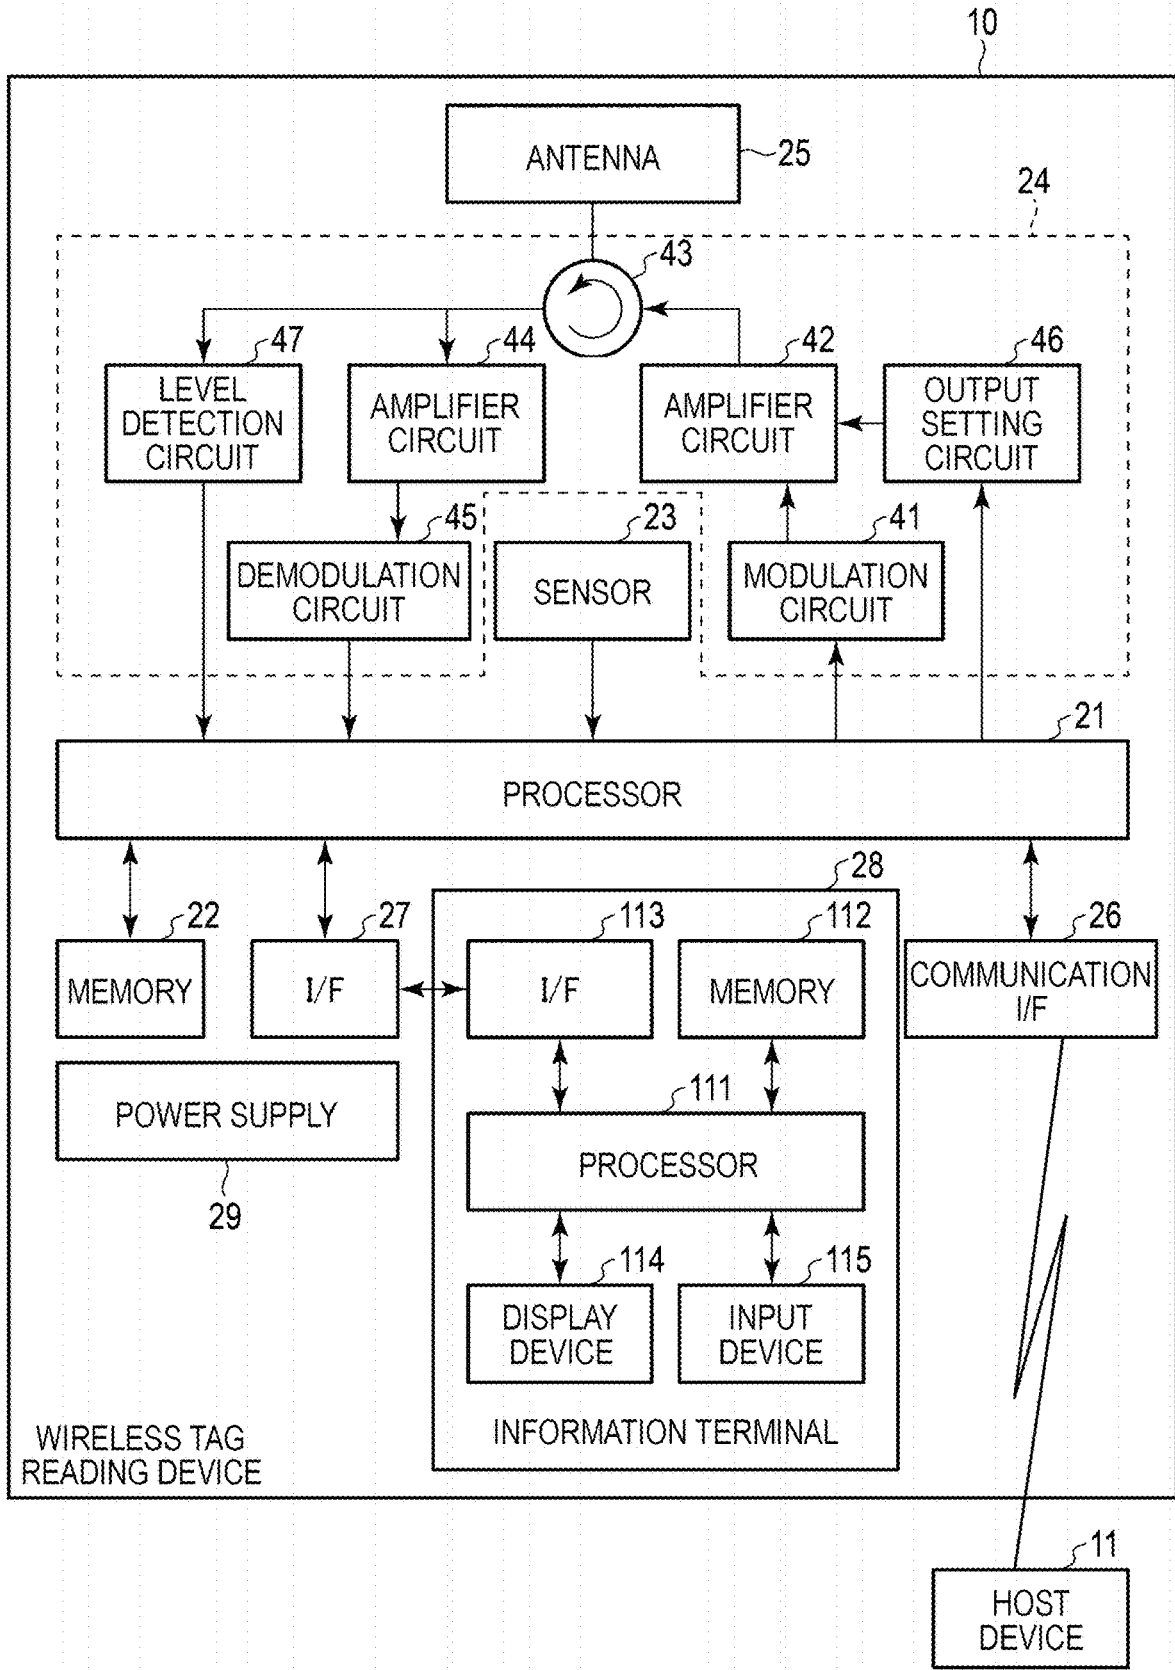 10
ANTENNA
25
24
43
47
44
42
46
LEVEL
DETECTION
CIRCUIT
AMPLIFIER
CIRCUIT
AMPLIFIER
CIRCUIT
OUTPUT
SETTING
CIRCUIT
45
23
41
DEMODULATION
CIRCUIT
SENSOR
MODULATION
CIRCUIT
21
PROCESSOR
28
22
27
113
112
26
MEMORY
I/F
I/F
MEMORY
COMMUNICATION
I/F
POWER SUPPLY
29
111
PROCESSOR
114
115
DISPLAY
DEVICE
INPUT
DEVICE
INFORMATION TERMINAL
WIRELESS TAG
READING DEVICE
11
HOST
DEVICE